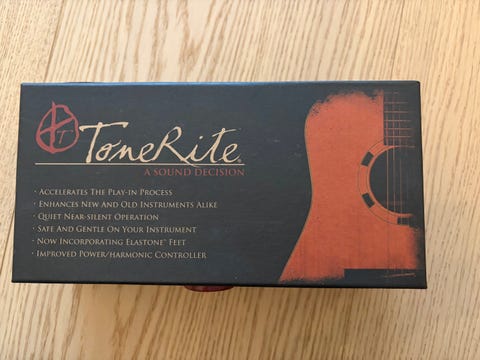 T
ToneRite®
A SOUND DECISION
· ACCELERATES THE PLAY-IN PROCESS
· ENHANCES NEW AND OLD INSTRUMENTS ALIKE
· QUIET NEAR-SILENT OPERATION
· SAFE AND GENTLE ON YOUR INSTRUMENT
· NOW INCORPORATING ELASTONE™ FEET
· IMPROVED POWER/HARMONIC CONTROLLER